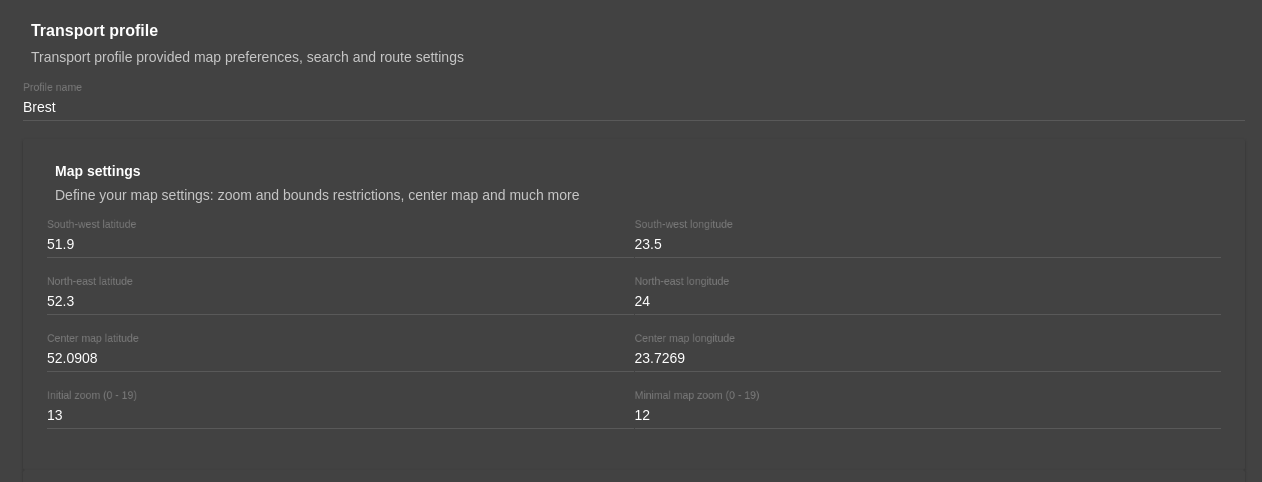 Transport profile
Transport profile provided map preferences, search and route settings
Profile name
Brest
Map settings
Define your map settings: zoom and bounds restrictions, center map and much more
South-west latitude
South-west longitude
51.9
23.5
North-east latitude
North-east longitude
52.3
24
Center map latitude
Center map longitude
52.0908
23.7269
Initial zoom (0 - 19)
Minimal map zoom (0 - 19)
13
12